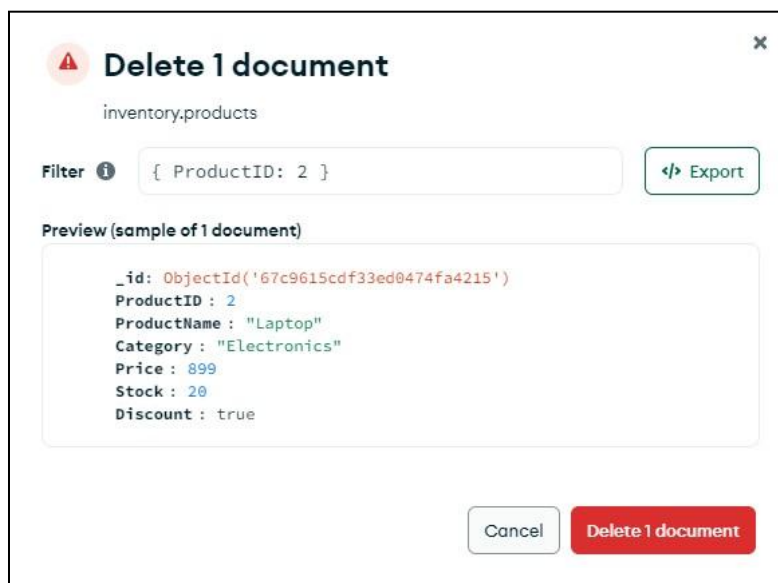 Delete 1 document
inventory.products
Filter { ProductID: 2 } </> Export
Preview (sample of 1 document)
_id: ObjectId('67c9615cdf33ed0474fa4215')
ProductID : 2
ProductName : "Laptop"
Category : "Electronics"
Price : 899
Stock : 20
Discount : true
Cancel Delete 1 document